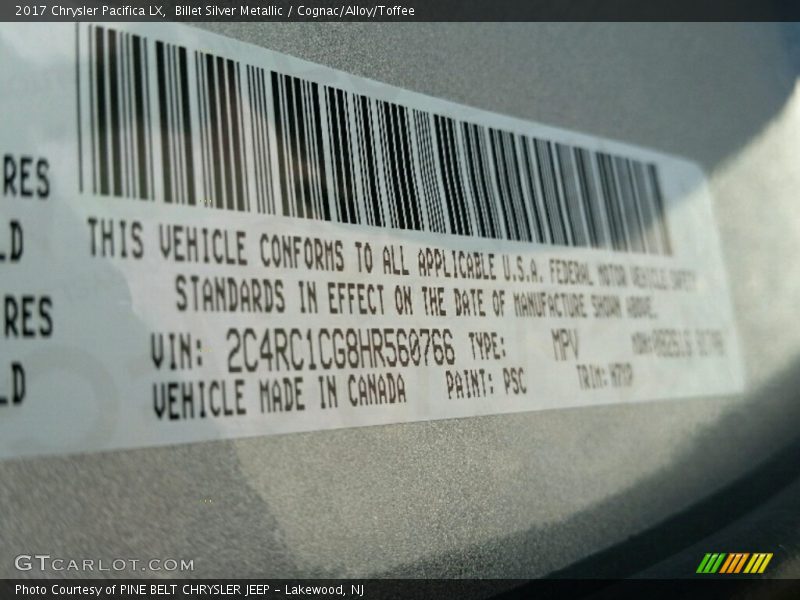 2017 Chrysler Pacifica LX, Billet Silver Metallic / Cognac/Alloy/Toffee
RES
LD
RES
LD
THIS VEHICLE CONFORMS TO ALL APPLICABLE U.S.A. FEDERAL MOTOR VEHICLE SAFETY
STANDARDS IN EFFECT ON THE DATE OF MANUFACTURE SHOWN ABOVE.
VIN: 2C4RC1CG8HR560766 TYPE: MPV MDH:
VEHICLE MADE IN CANADA PAINT: PSC TRIM:
GTCARLOT.COM
Photo Courtesy of PINE BELT CHRYSLER JEEP - Lakewood, NJ